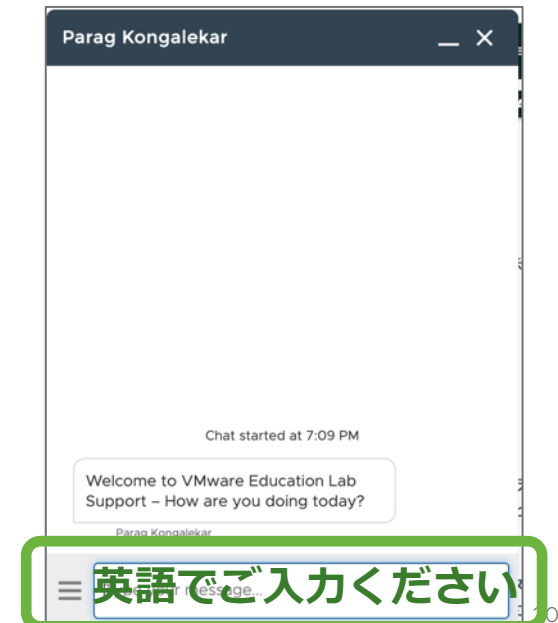 Parag Kongalekar
Chat started at 7:09 PM
Welcome to VMware Education Lab
Support – How are you doing today?
Parag Kongalekar
英語でご入力ください
message...